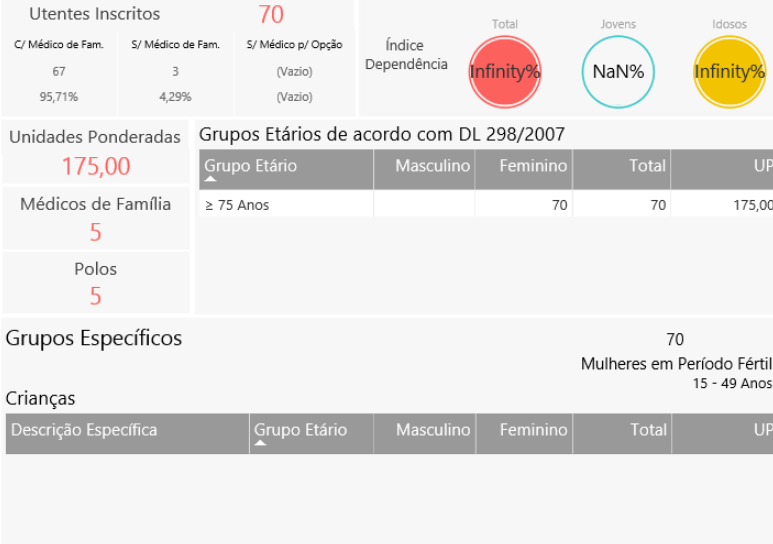 Utentes Inscritos 70
C/ Médico de Fam. S/ Médico de Fam. S/ Médico p/ Opção
67 3 (Vazio)
95,71% 4,29% (Vazio)
Índice
Dependência
Total Jovens Idosos
Infinity% NaN% Infinity%
Unidades Ponderadas
175,00
Médicos de Família
5
Polos
5
Grupos Etários de acordo com DL 298/2007
Grupo Etário Masculino Feminino Total UP
≥ 75 Anos 70 70 175,00
Grupos Específicos
70
Mulheres em Período Fértil
15 - 49 Anos
Crianças
Descrição Específica Grupo Etário Masculino Feminino Total UP